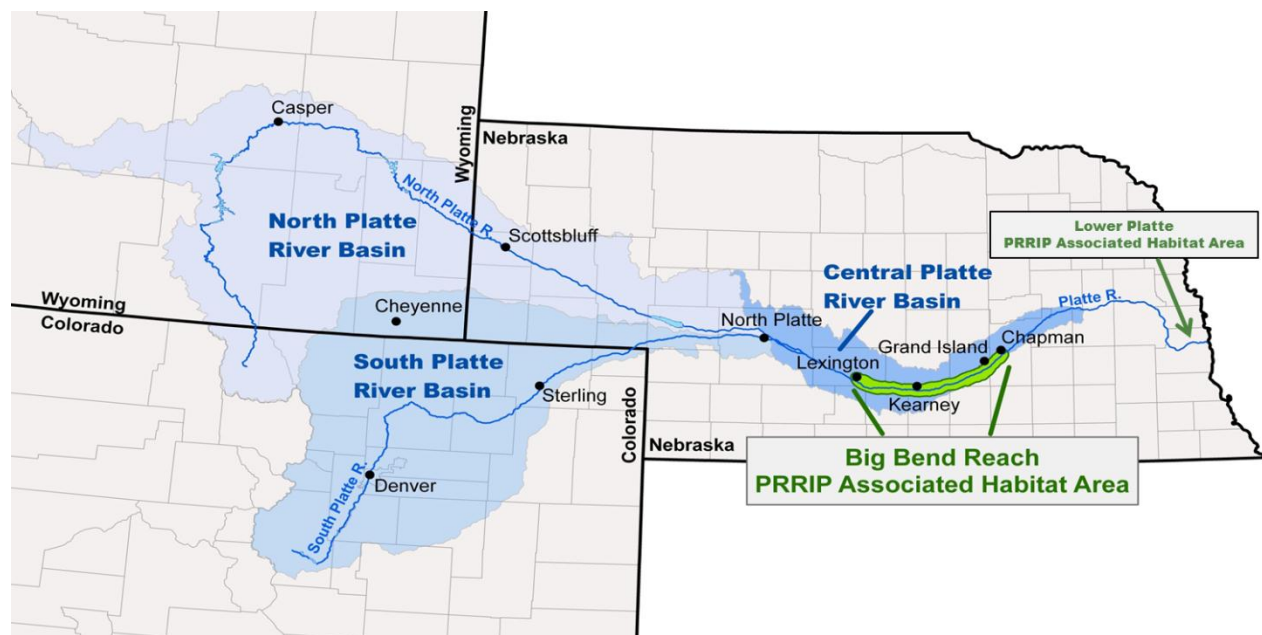 Casper
Wyoming
Nebraska
North Platte R.
North Platte
River Basin
Scottsbluff
Lower Platte
PRRIP Associated Habitat Area
Central Platte
River Basin
Platte R.
Wyoming
Colorado
Cheyenne
North Platte
Grand Island
Chapman
South Platte
River Basin
Lexington
Sterling
Kearney
Colorado
Nebraska
Big Bend Reach
PRRIP Associated Habitat Area
Denver
South Platte R.